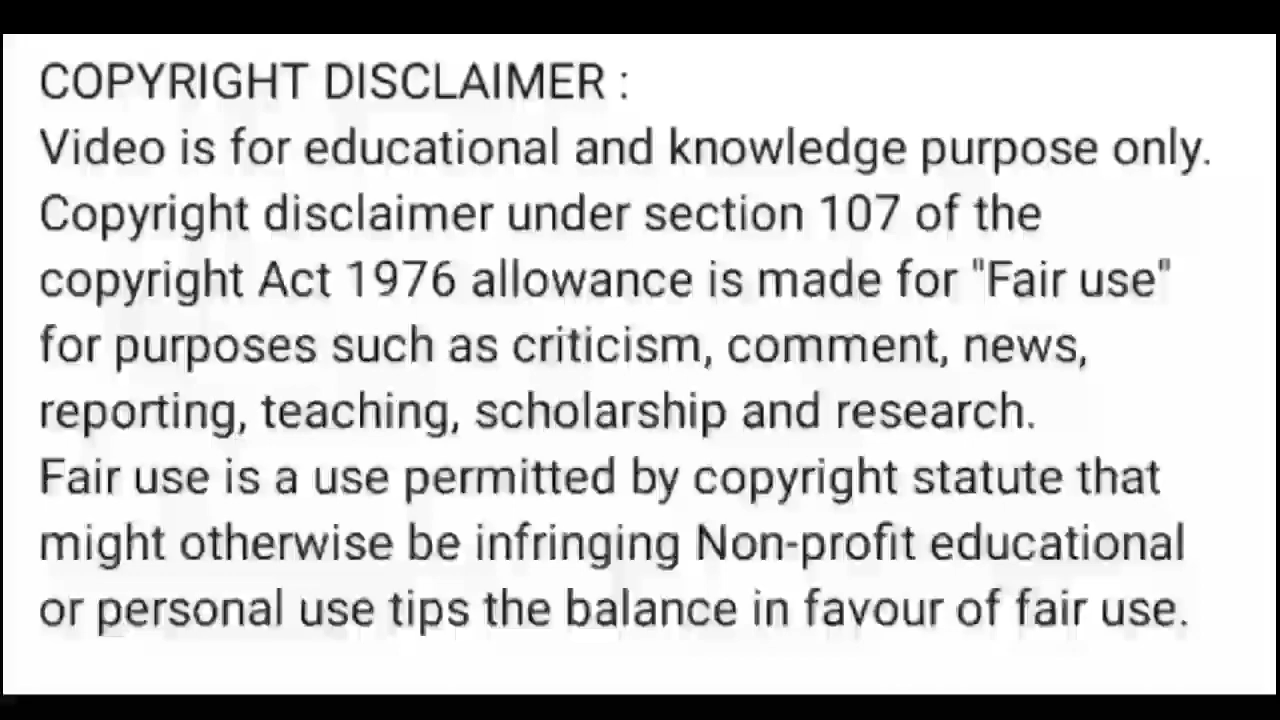 COPYRIGHT DISCLAIMER :
Video is for educational and knowledge purpose only.
Copyright disclaimer under section 107 of the
copyright Act 1976 allowance is made for "Fair use"
for purposes such as criticism, comment, news,
reporting, teaching, scholarship and research.
Fair use is a use permitted by copyright statute that
might otherwise be infringing Non-profit educational
or personal use tips the balance in favour of fair use.